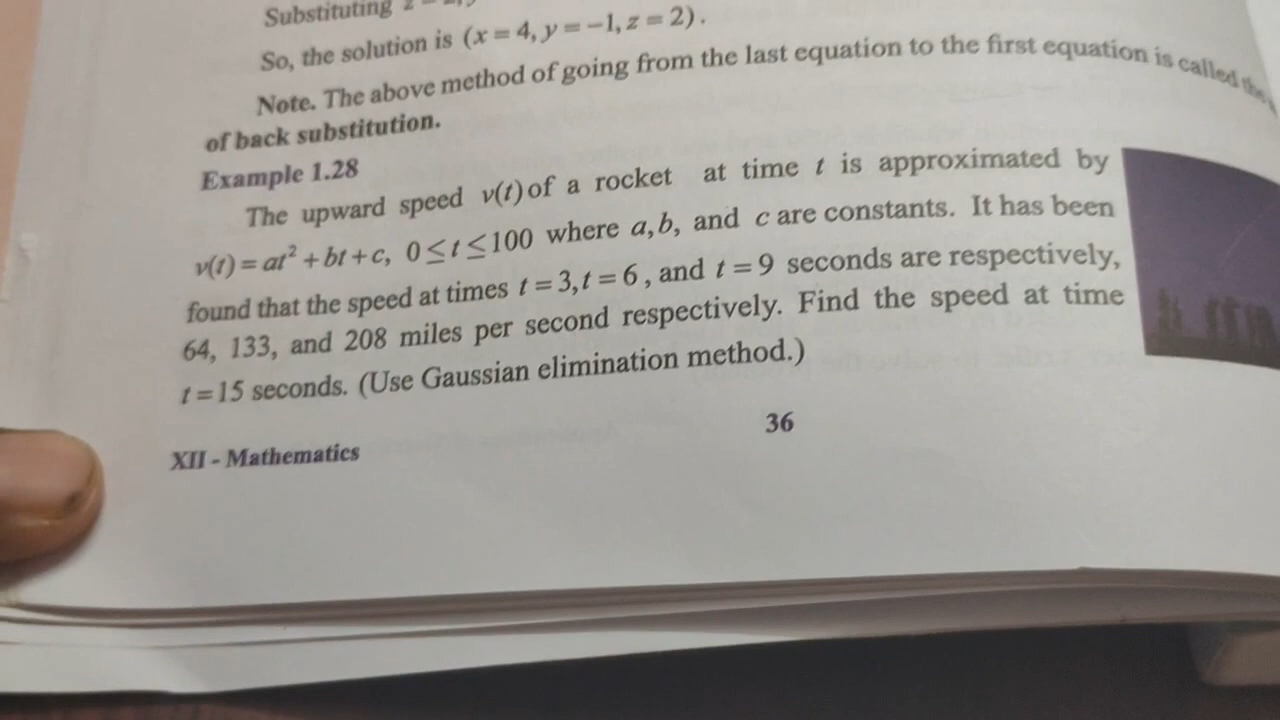 Substituting
So, the solution is (x = 4, y = −1, z = 2).
Note. The above method of going from the last equation to the first equation is called the
of back substitution.
Example 1.28
The upward speed v(t) of a rocket at time t is approximated by
v(t) = at² + bt + c, 0 ≤ t ≤ 100 where a, b, and c are constants. It has been
found that the speed at times t = 3, t = 6, and t = 9 seconds are respectively,
64, 133, and 208 miles per second respectively. Find the speed at time
t = 15 seconds. (Use Gaussian elimination method.)
36
XII - Mathematics